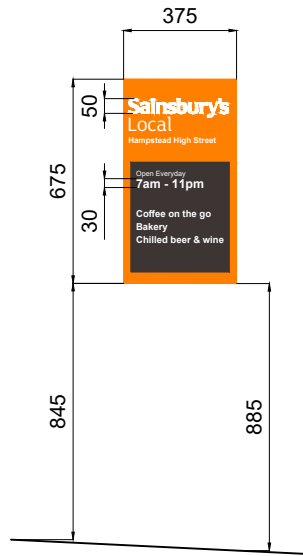 375
50
Sainsbury's
Local
Hampstead High Street
675
Open Everyday
7am - 11pm
30
Coffee on the go
Bakery
Chilled beer & wine
845
885